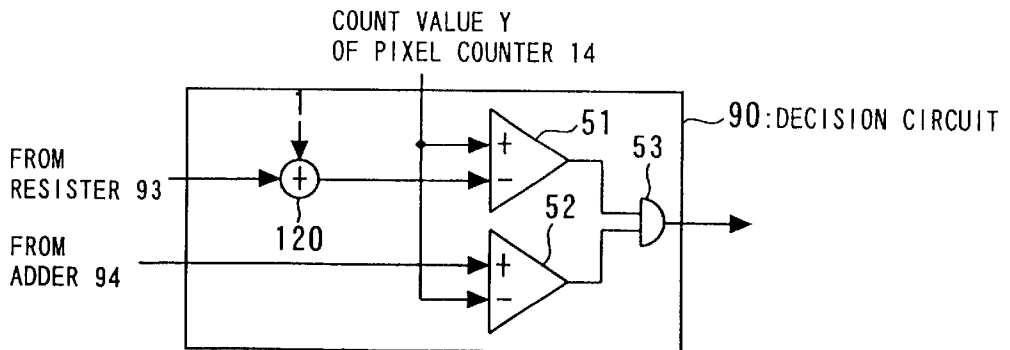 COUNT VALUE Y
OF PIXEL COUNTER 14
90:DECISION CIRCUIT
51
+
-
53
FROM
RESISTER 93
+
120
52
FROM
ADDER 94
+
-